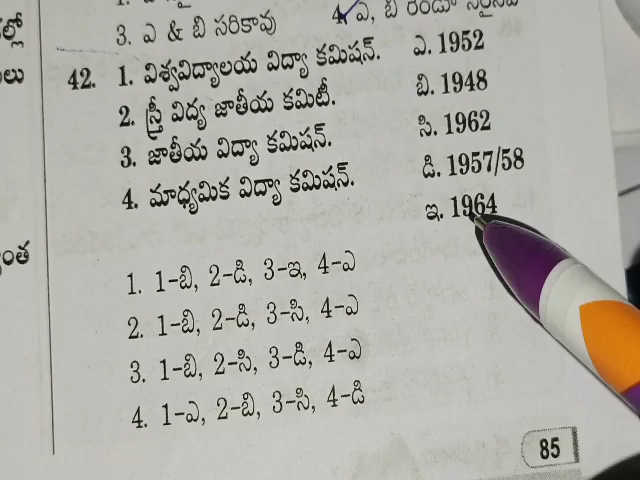 3. ఎ & బి సరికావు
4. ఎ, బి రెండూ
42. 1. విశ్వవిద్యాలయ విద్యా కమిషన్. ఎ. 1952
2. స్త్రీ విద్య జాతీయ కమిటీ. బి. 1948
3. జాతీయ విద్యా కమిషన్. సి. 1962
4. మాధ్యమిక విద్యా కమిషన్. డి. 1957/58
ఇ. 1964
1. 1-బి, 2-డి, 3-ఇ, 4-ఎ
2. 1-బి, 2-డి, 3-సి, 4-ఎ
3. 1-బి, 2-సి, 3-డి, 4-ఎ
4. 1-ఎ, 2-బి, 3-సి, 4-డి
85